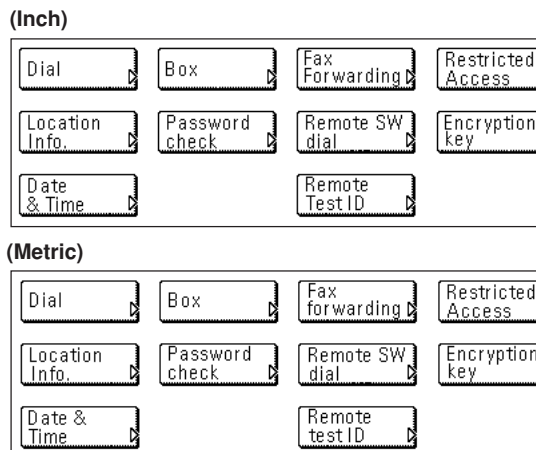 (Inch)
Dial
Box
Fax
Forwarding
Restricted
Access
Location
Info.
Password
check
Remote SW
dial
Encryption
key
Date
& Time
Remote
Test ID
(Metric)
Dial
Box
Fax
forwarding
Restricted
Access
Location
Info.
Password
check
Remote SW
dial
Encryption
key
Date &
Time
Remote
test ID